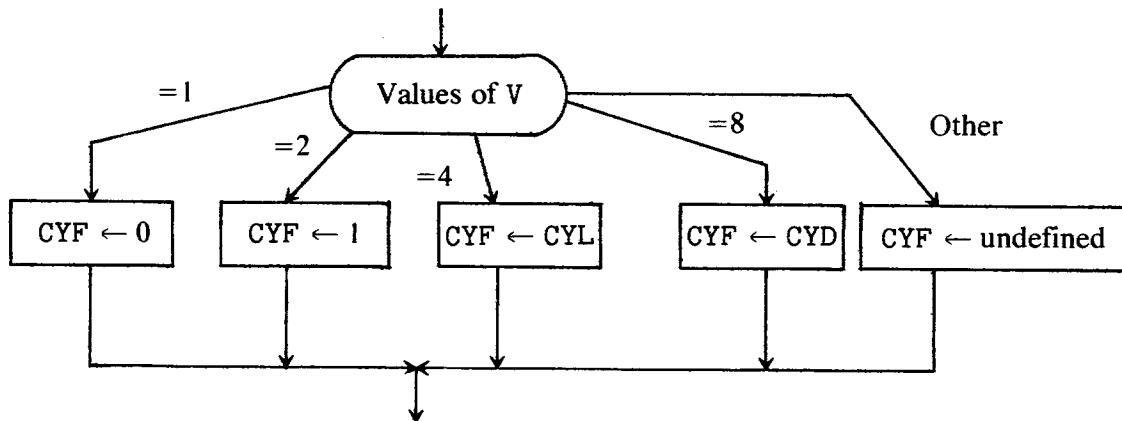 Values of V
=1
=2
=4
=8
Other
CYF ← 0
CYF ← 1
CYF ← CYL
CYF ← CYD
CYF ← undefined